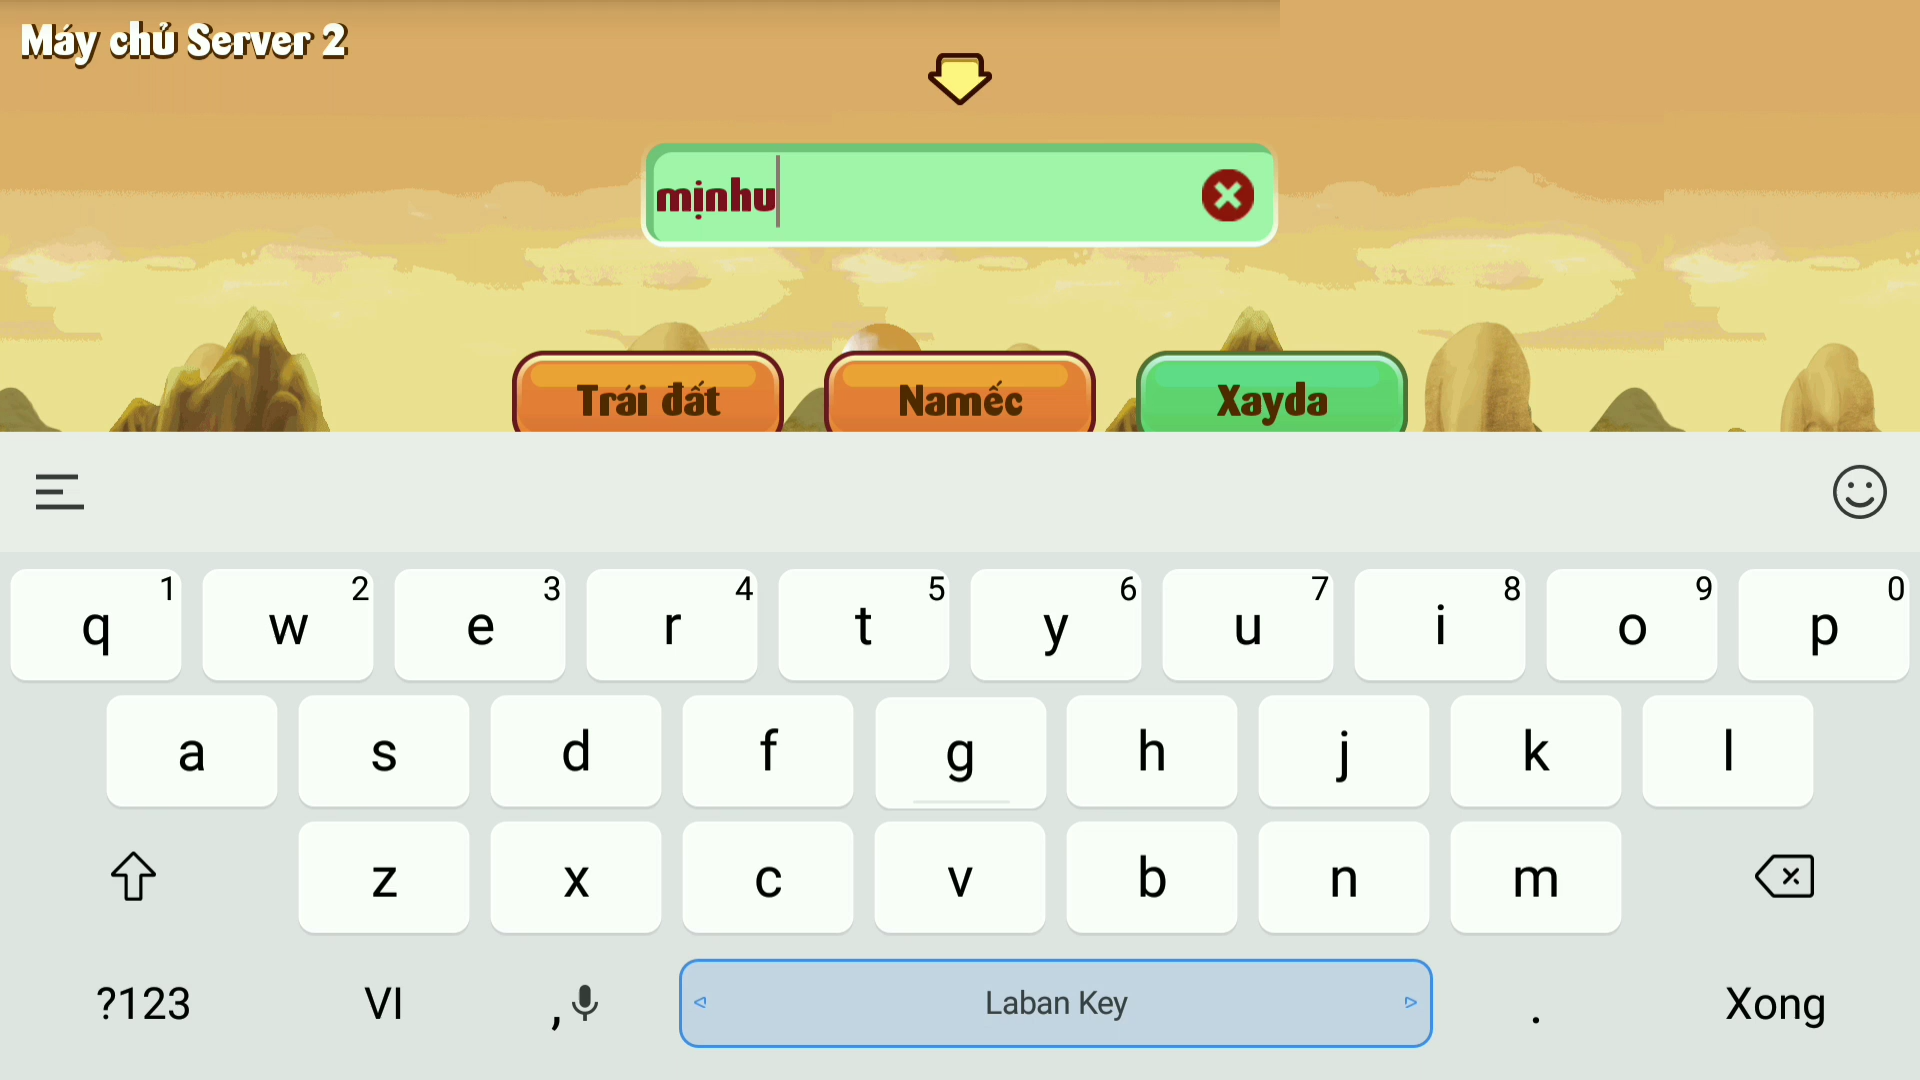 Máy chủ Server 2
mịnhu
Trái đất Namếc Xayda
1 2 3 4 5 6 7 8 9 0
q w e r t y u i o p
a s d f g h j k l
z x c v b n m
?123 VI , Laban Key . Xong